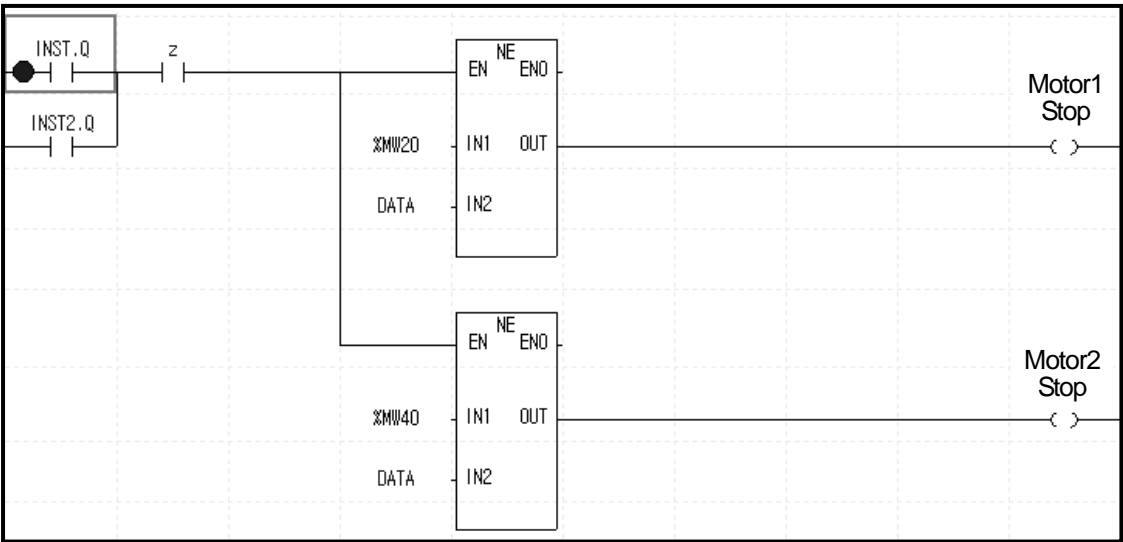 INST.Q
z
NE
EN ENO
Motor1
Stop
INST2.Q
%MW20
IN1 OUT
DATA
IN2
NE
EN ENO
Motor2
Stop
%MW40
IN1 OUT
DATA
IN2